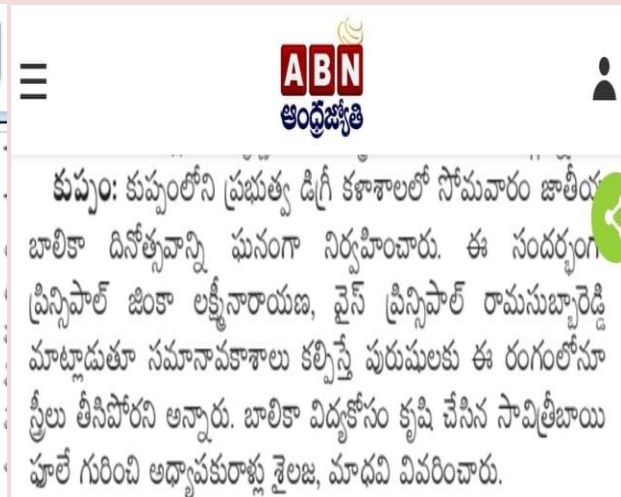 ABN
ఆంధ్రజ్యోతి
కుప్పం: కుప్పంలోని ప్రభుత్వ డిగ్రీ కళాశాలలో సోమవారం జాతీయ
బాలికా దినోత్సవాన్ని ఘనంగా నిర్వహించారు. ఈ సందర్భంగా
ప్రిన్సిపాల్ జింకా లక్ష్మీనారాయణ, వైస్ ప్రిన్సిపాల్ రామసుబ్బారెడ్డి
మాట్లాడుతూ సమానావకాశాలు కల్పిస్తే పురుషులకు ఈ రంగంలోనూ
స్త్రీలు తీసిపోరని అన్నారు. బాలికా విద్యకోసం కృషి చేసిన సావిత్రీబాయి
ఫూలే గురించి అధ్యాపకురాళ్లు శైలజ, మాధవి వివరించారు.